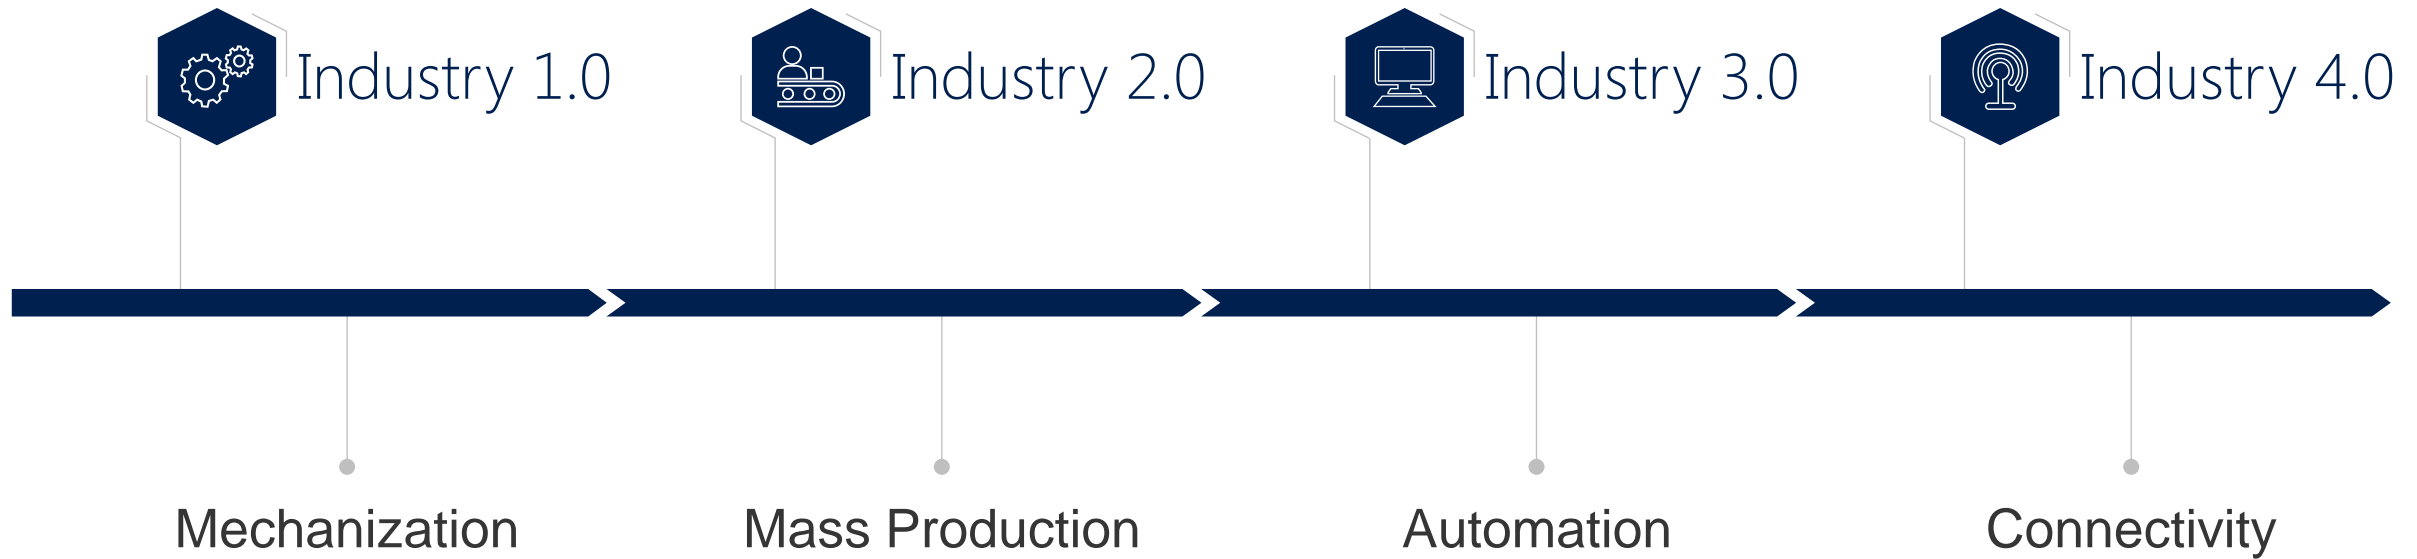 Industry 1.0
Industry 2.0
Industry 3.0
Industry 4.0
Mechanization
Mass Production
Automation
Connectivity